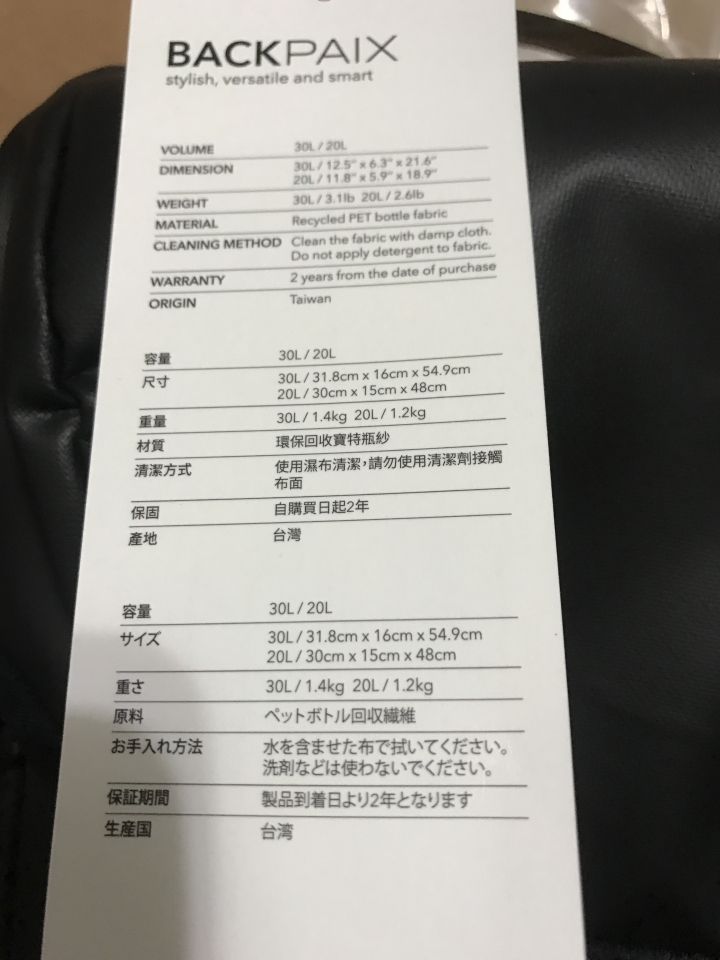 BACKPAIX
stylish, versatile and smart
VOLUME 30L / 20L
DIMENSION 30L / 12.5" x 6.3" x 21.6"
20L / 11.8" x 5.9" x 18.9"
WEIGHT 30L / 3.1lb 20L / 2.6lb
MATERIAL Recycled PET bottle fabric
CLEANING METHOD Clean the fabric with damp cloth.
Do not apply detergent to fabric.
WARRANTY 2 years from the date of purchase
ORIGIN Taiwan
容量 30L / 20L
尺寸 30L / 31.8cm x 16cm x 54.9cm
20L / 30cm x 15cm x 48cm
重量 30L / 1.4kg 20L / 1.2kg
材質 環保回收寶特瓶紗
清潔方式 使用濕布清潔，請勿使用清潔劑接觸
布面
保固 自購買日起2年
產地 台灣
容量 30L / 20L
サイズ 30L / 31.8cm x 16cm x 54.9cm
20L / 30cm x 15cm x 48cm
重さ 30L / 1.4kg 20L / 1.2kg
原料 ペットボトル回収繊維
お手入れ方法 水を含ませた布で拭いてください。
洗剤などは使わないでください。
保証期間 製品到着日より2年となります
生産国 台湾